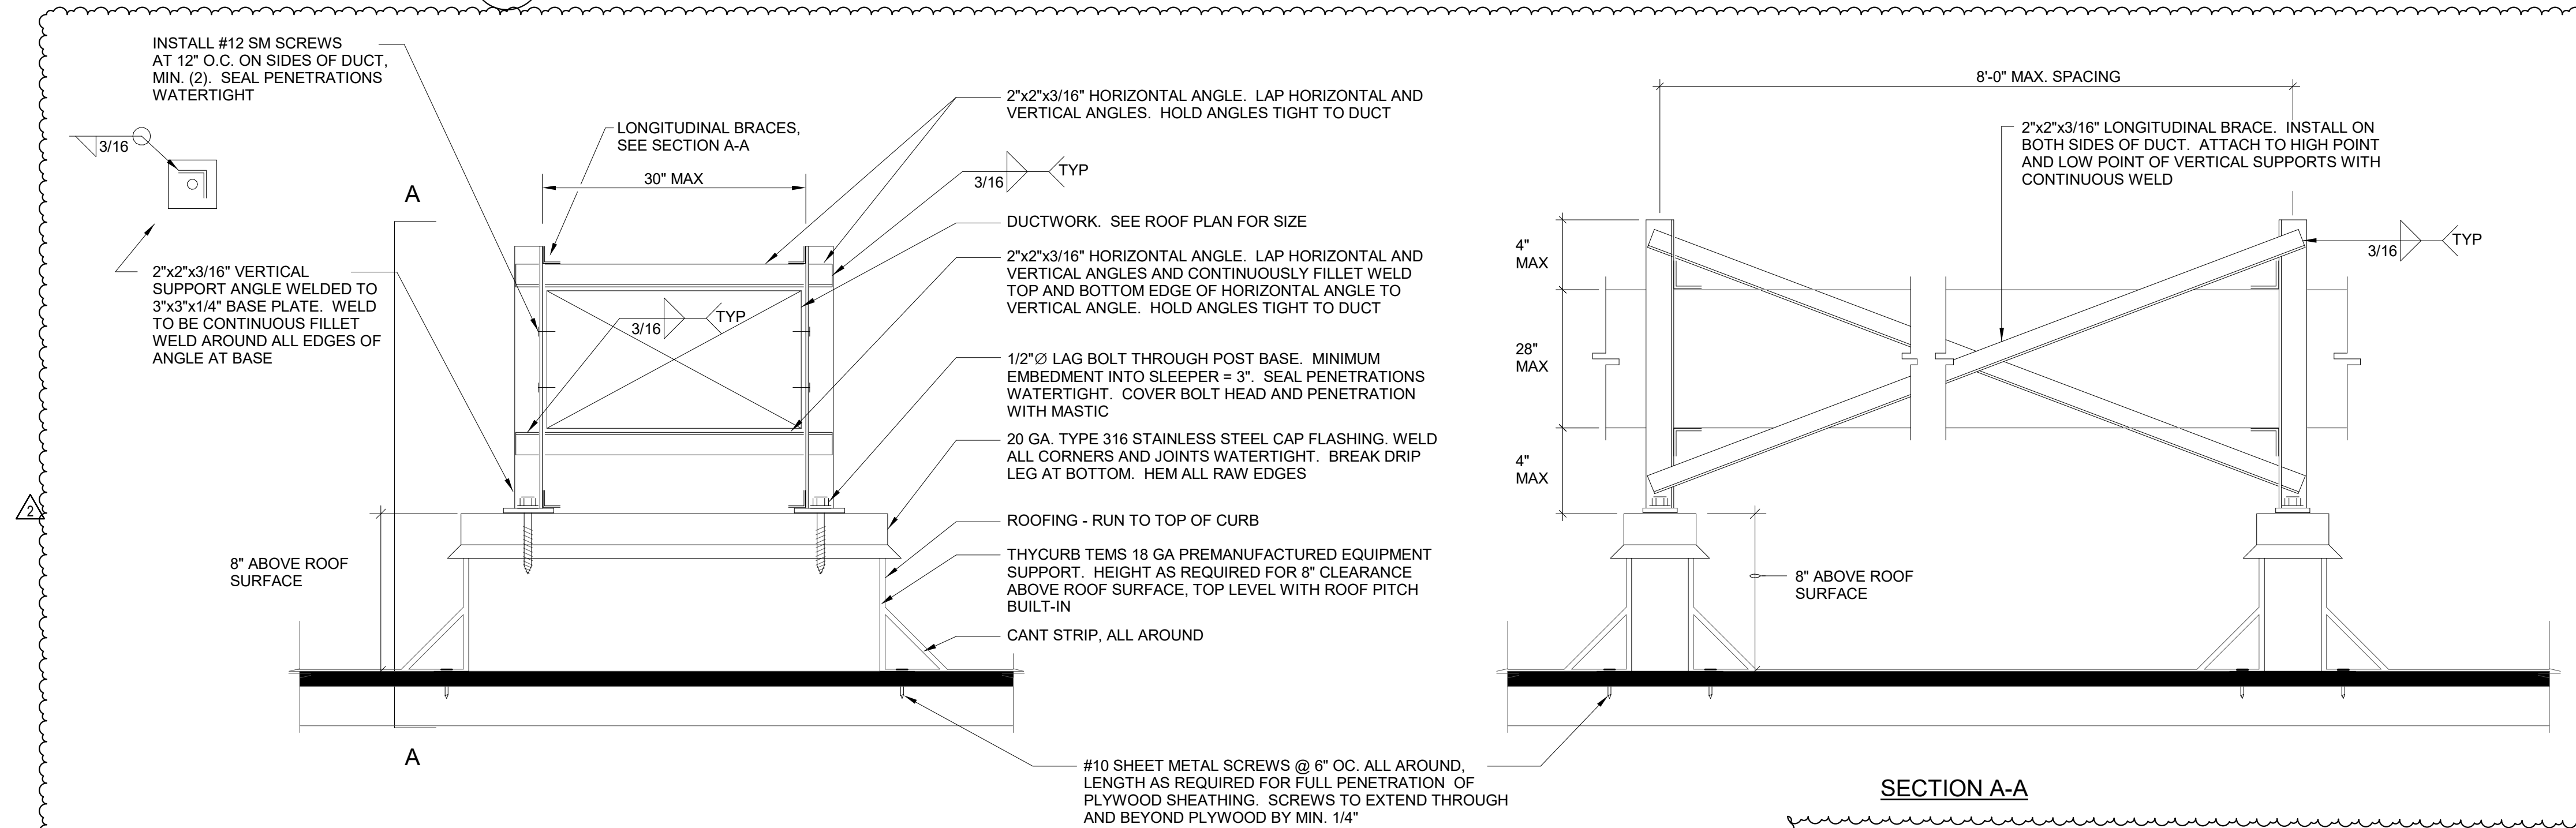 INSTALL #12 SM SCREWS
AT 12" O.C. ON SIDES OF DUCT,
MIN. (2).  SEAL PENETRATIONS
WATERTIGHT
3/16
2"x2"x3/16" VERTICAL
SUPPORT ANGLE WELDED TO
3"x3"x1/4" BASE PLATE.  WELD
TO BE CONTINUOUS FILLET
WELD AROUND ALL EDGES OF
ANGLE AT BASE
2
8" ABOVE ROOF
SURFACE
A
A
LONGITUDINAL BRACES,
SEE SECTION A-A
30" MAX
3/16
TYP
3/16
TYP
2"x2"x3/16" HORIZONTAL ANGLE.  LAP HORIZONTAL AND
VERTICAL ANGLES.  HOLD ANGLES TIGHT TO DUCT
DUCTWORK.  SEE ROOF PLAN FOR SIZE
2"x2"x3/16" HORIZONTAL ANGLE.  LAP HORIZONTAL AND
VERTICAL ANGLES AND CONTINUOUSLY FILLET WELD
TOP AND BOTTOM EDGE OF HORIZONTAL ANGLE TO
VERTICAL ANGLE.  HOLD ANGLES TIGHT TO DUCT
1/2"Ø LAG BOLT THROUGH POST BASE.  MINIMUM
EMBEDMENT INTO SLEEPER = 3".  SEAL PENETRATIONS
WATERTIGHT.  COVER BOLT HEAD AND PENETRATION
WITH MASTIC
20 GA. TYPE 316 STAINLESS STEEL CAP FLASHING. WELD
ALL CORNERS AND JOINTS WATERTIGHT.  BREAK DRIP
LEG AT BOTTOM.  HEM ALL RAW EDGES
ROOFING - RUN TO TOP OF CURB
THYCURB TEMS 18 GA PREMANUFACTURED EQUIPMENT
SUPPORT.  HEIGHT AS REQUIRED FOR 8" CLEARANCE
ABOVE ROOF SURFACE, TOP LEVEL WITH ROOF PITCH
BUILT-IN
CANT STRIP, ALL AROUND
#10 SHEET METAL SCREWS @ 6" OC. ALL AROUND,
LENGTH AS REQUIRED FOR FULL PENETRATION  OF
PLYWOOD SHEATHING.  SCREWS TO EXTEND THROUGH
AND BEYOND PLYWOOD BY MIN. 1/4"
8'-0" MAX. SPACING
2"x2"x3/16" LONGITUDINAL BRACE.  INSTALL ON
BOTH SIDES OF DUCT.  ATTACH TO HIGH POINT
AND LOW POINT OF VERTICAL SUPPORTS WITH
CONTINUOUS WELD
3/16
TYP
4"
MAX
28"
MAX
4"
MAX
8" ABOVE ROOF
SURFACE
SECTION A-A